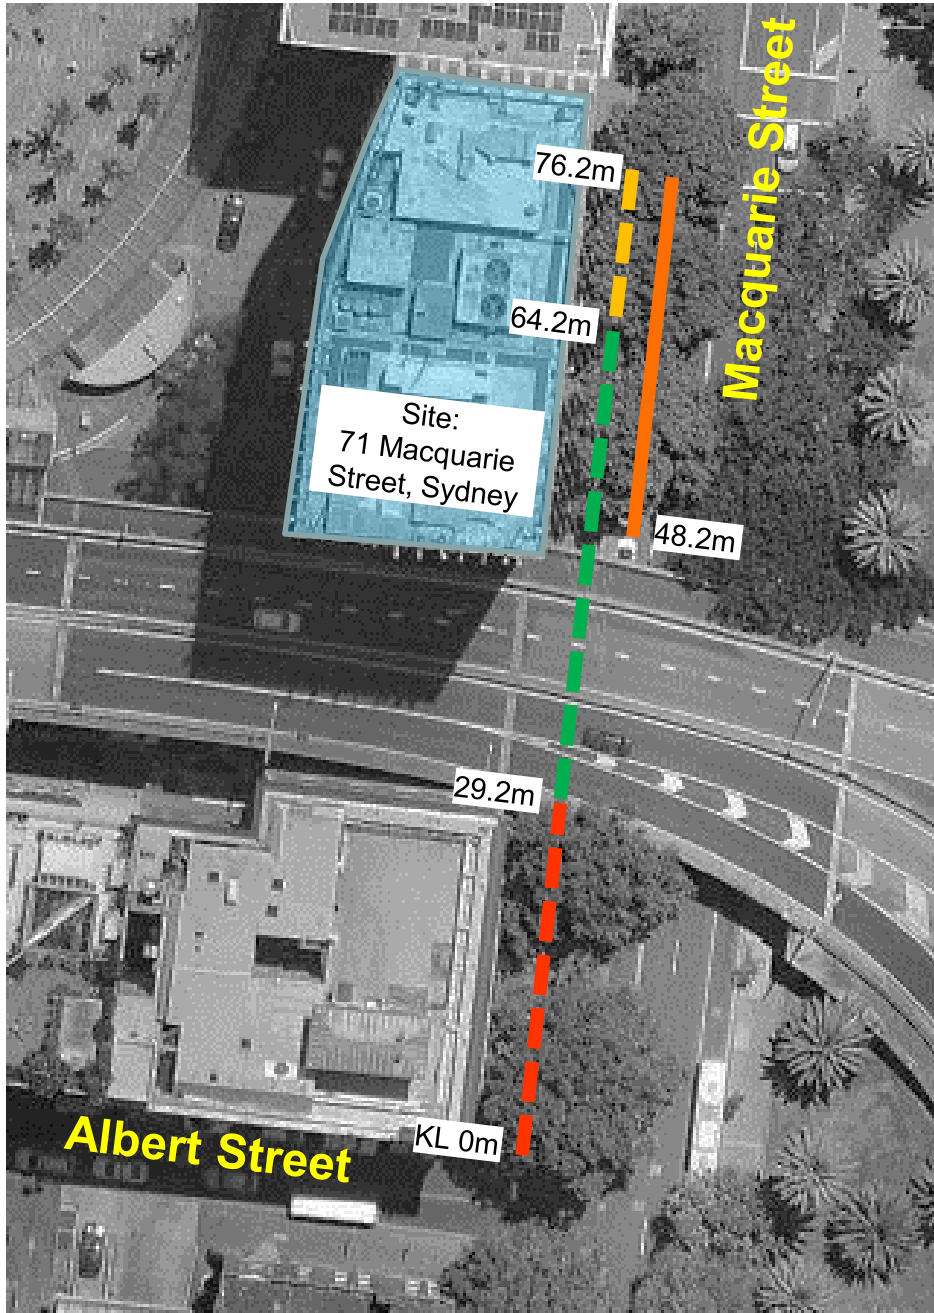 Macquarie Street
76.2m
64.2m
Site:
71 Macquarie
Street, Sydney
48.2m
29.2m
KL 0m
Albert Street